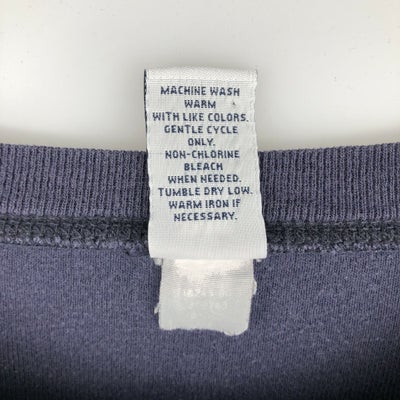 MACHINE WASH
WARM
WITH LIKE COLORS.
GENTLE CYCLE
ONLY.
NON-CHLORINE
BLEACH
WHEN NEEDED.
TUMBLE DRY LOW.
WARM IRON IF
NECESSARY.